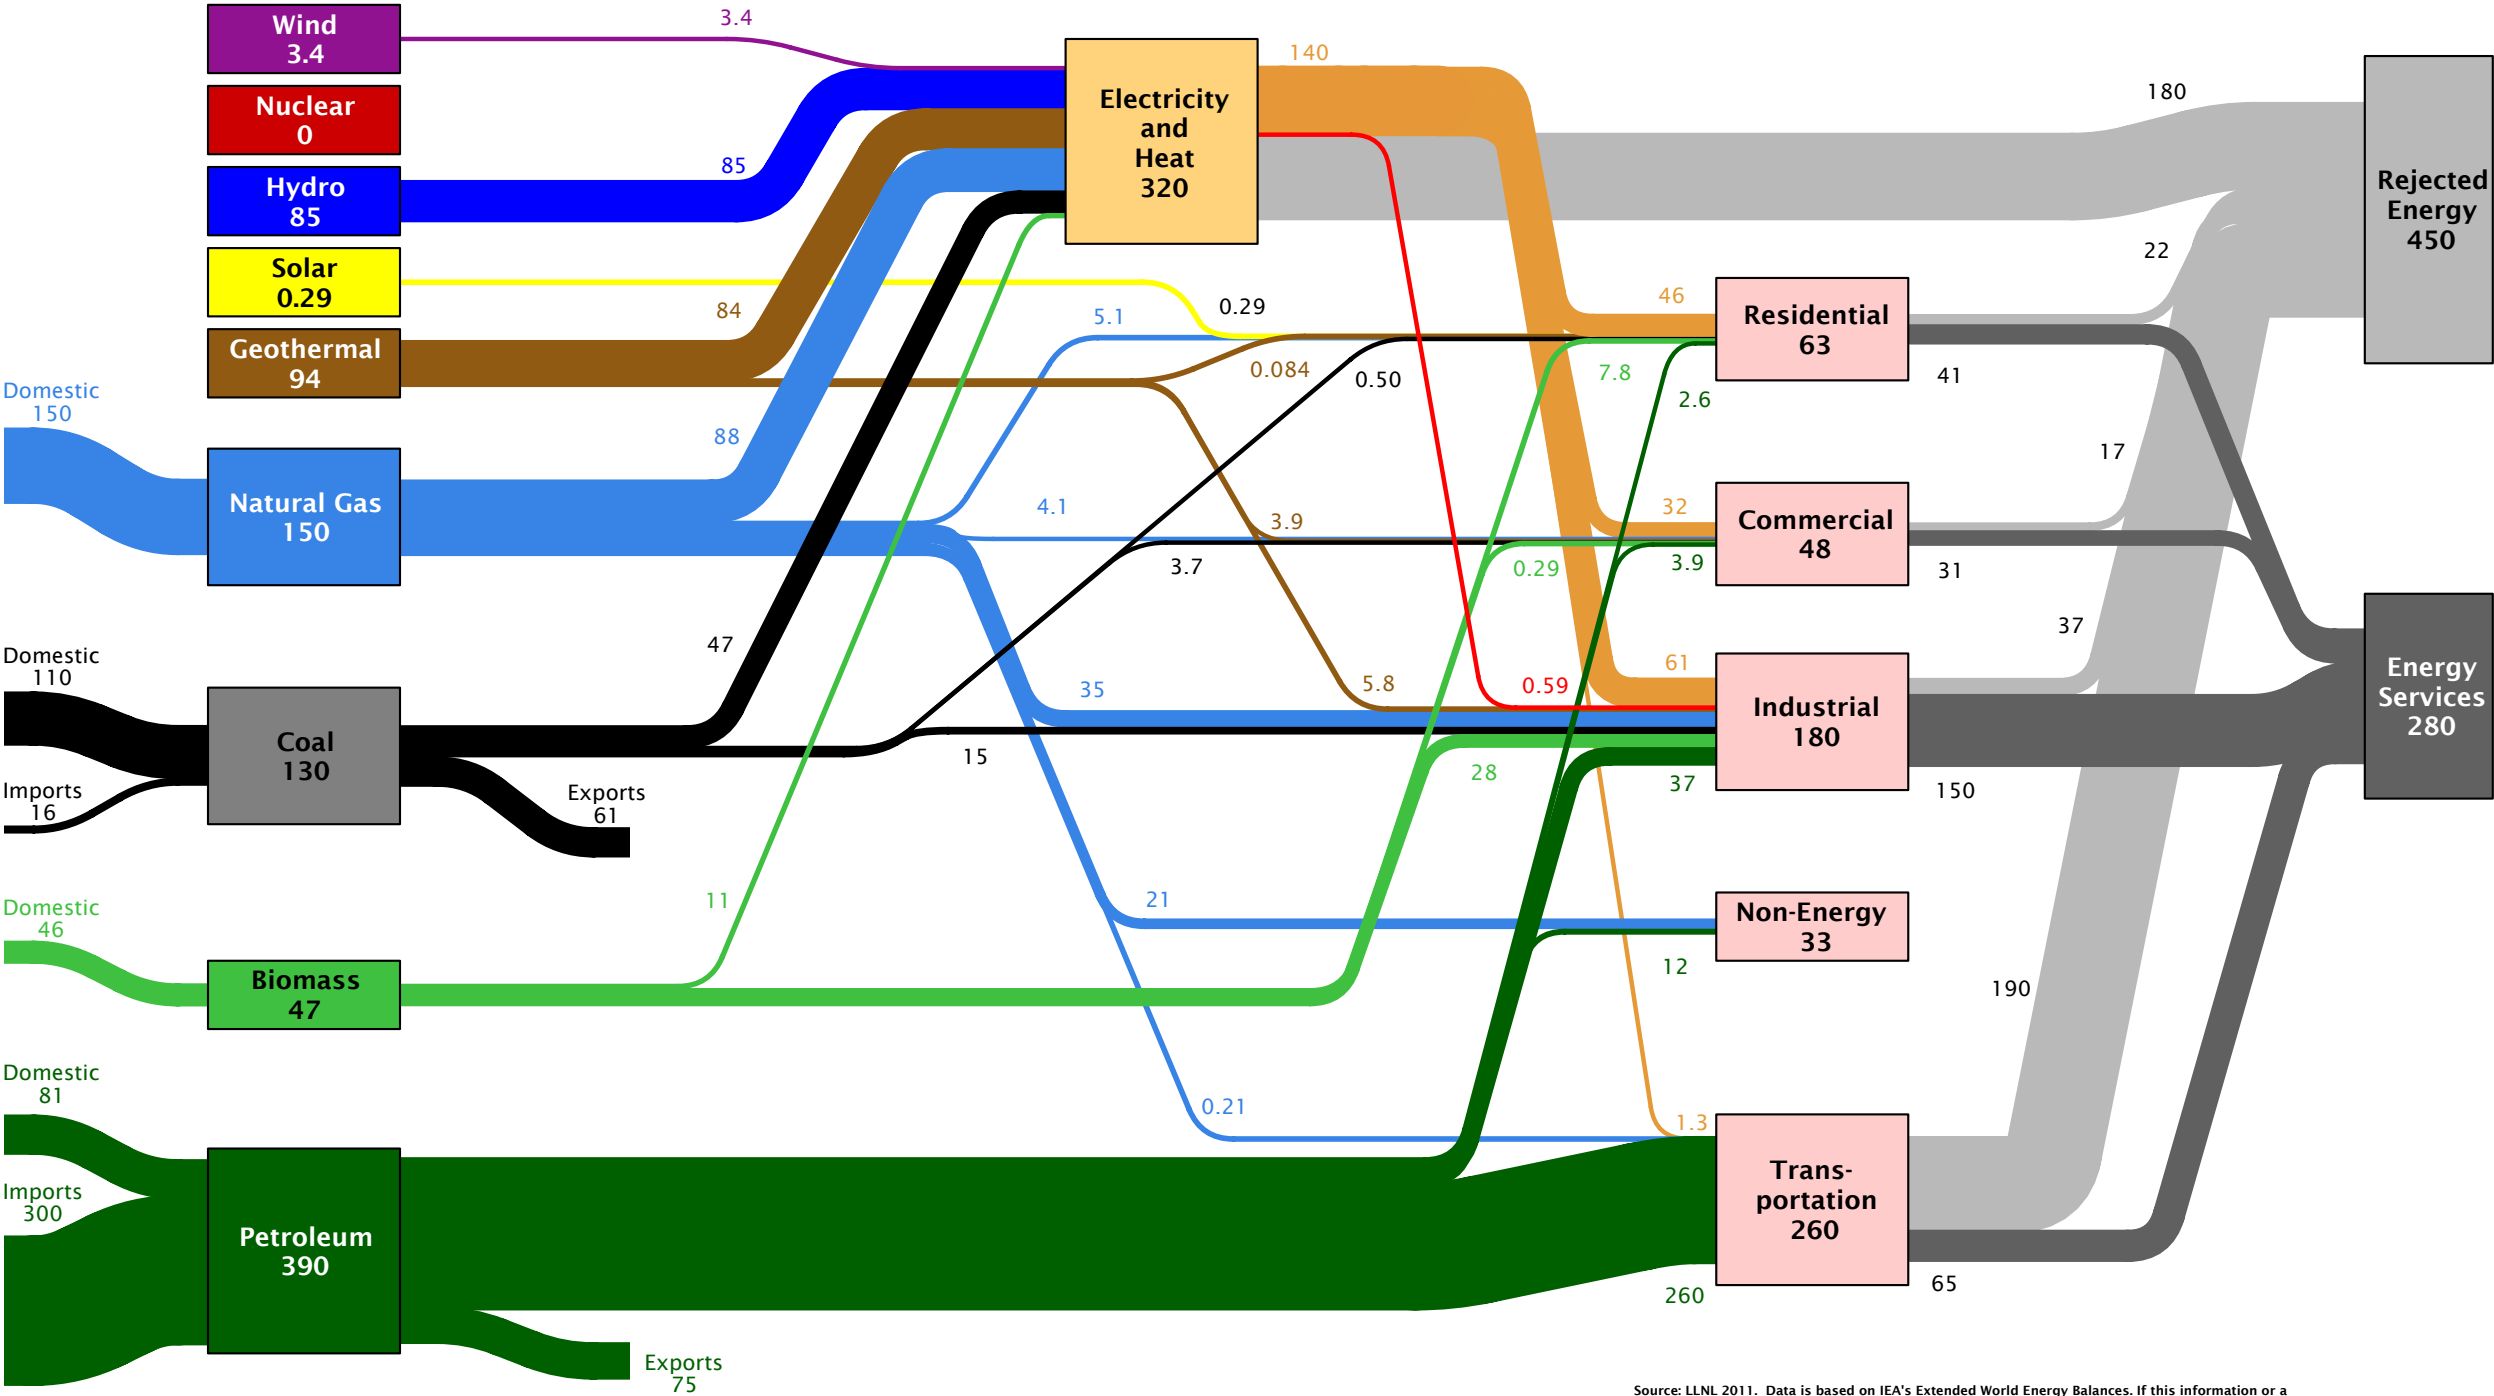 Wind
3.4
Nuclear
0
Hydro
85
Solar
0.29
Geothermal
94
Domestic
150
Natural Gas
150
Domestic
110
Imports
16
Coal
130
Exports
61
Domestic
46
Biomass
47
Domestic
81
Imports
300
Petroleum
390
Exports
75
3.4
85
84
88
47
11
Electricity
and
Heat
320
140
180
5.1
0.29
0.084
0.50
4.1
3.9
3.7
35
5.8
15
21
0.21
46
7.8
2.6
32
0.29
3.9
61
0.59
28
37
12
1.3
260
Residential
63
Commercial
48
Industrial
180
Non-Energy
33
Trans-
portation
260
22
41
17
31
37
150
190
65
Rejected
Energy
450
Energy
Services
280
Source: LLNL 2011. Data is based on IEA's Extended World Energy Balances. If this information or a